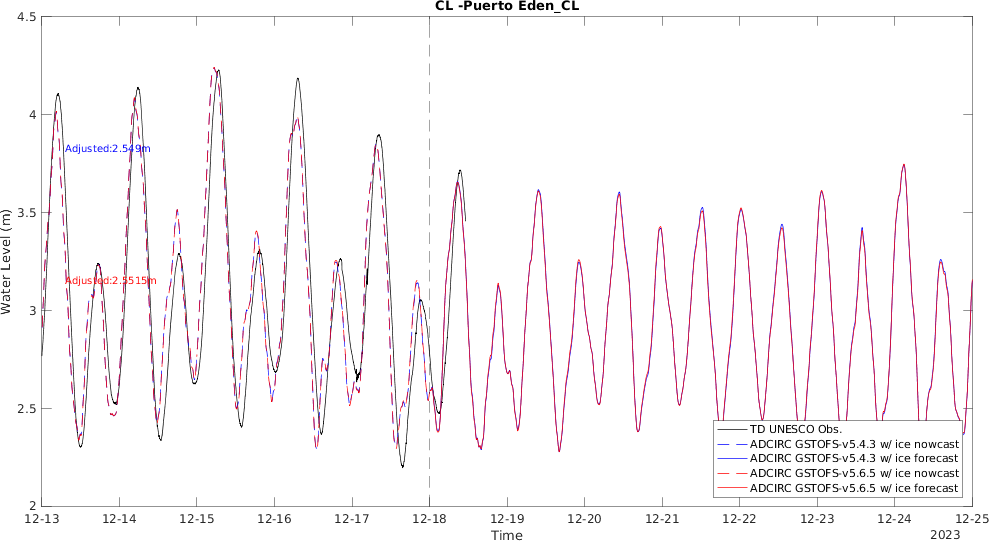 CL -Puerto Eden_CL
Water Level (m)
4.5
4
3.5
3
2.5
2
Adjusted:2.549m
Adjusted:2.5515m
TD UNESCO Obs.
ADCIRC GSTOFS-v5.4.3 w/ ice nowcast
ADCIRC GSTOFS-v5.4.3 w/ ice forecast
ADCIRC GSTOFS-v5.6.5 w/ ice nowcast
ADCIRC GSTOFS-v5.6.5 w/ ice forecast
12-13 12-14 12-15 12-16 12-17 12-18 12-19 12-20 12-21 12-22 12-23 12-24 12-25
Time
2023